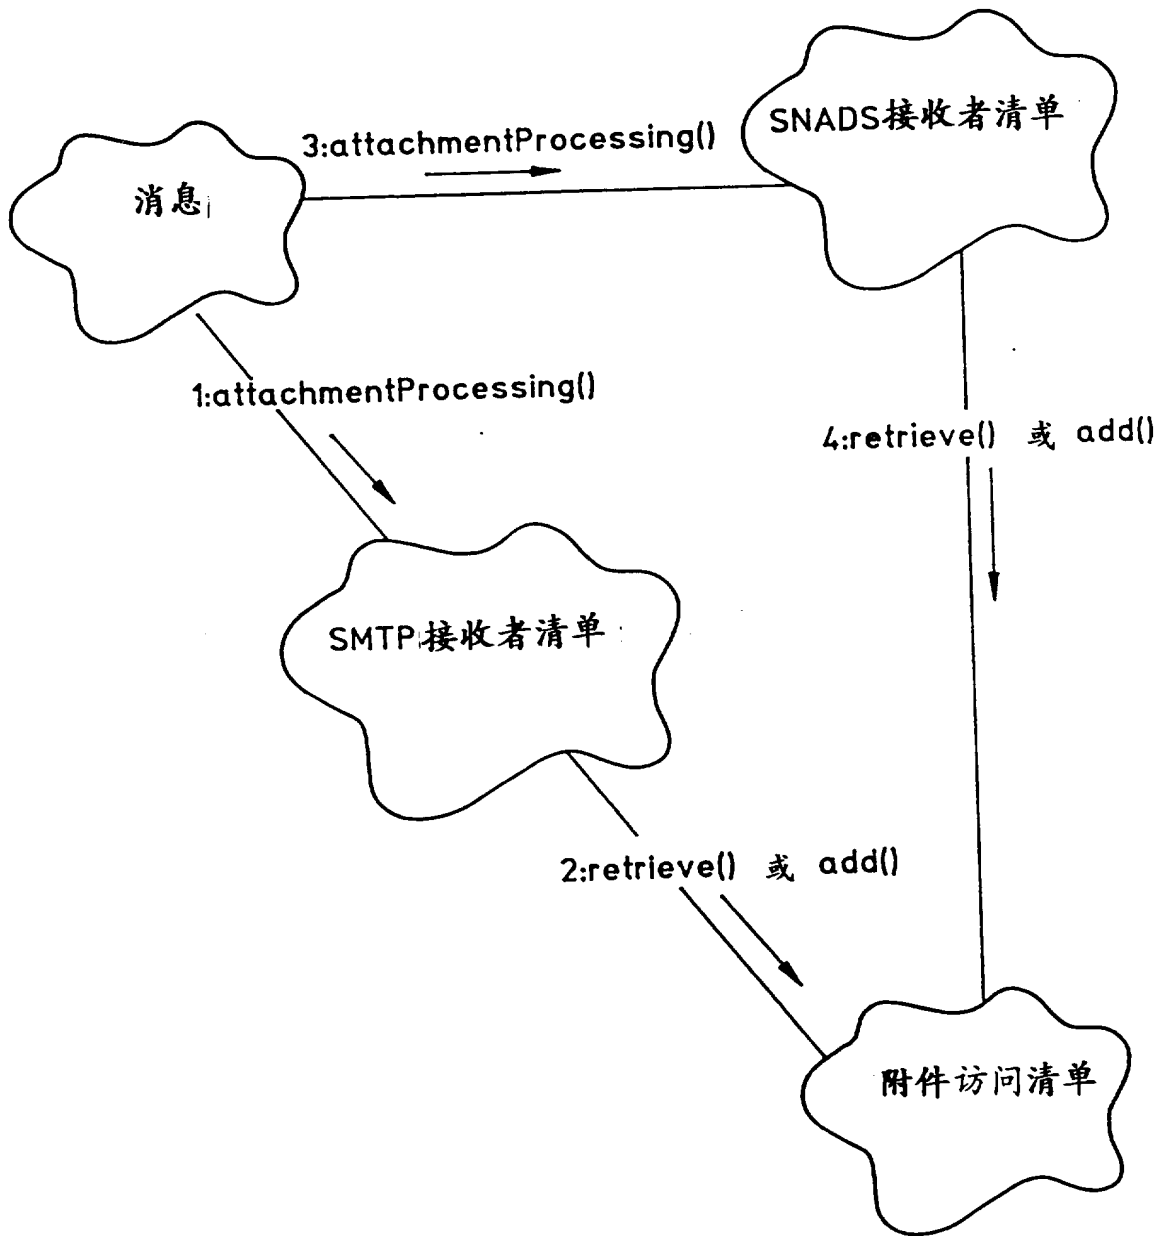 SNADS接收者清单
3:attachmentProcessing()
消息
1:attachmentProcessing()
4:retrieve() 或 add()
SMTP接收者清单
2:retrieve() 或 add()
附件访问清单